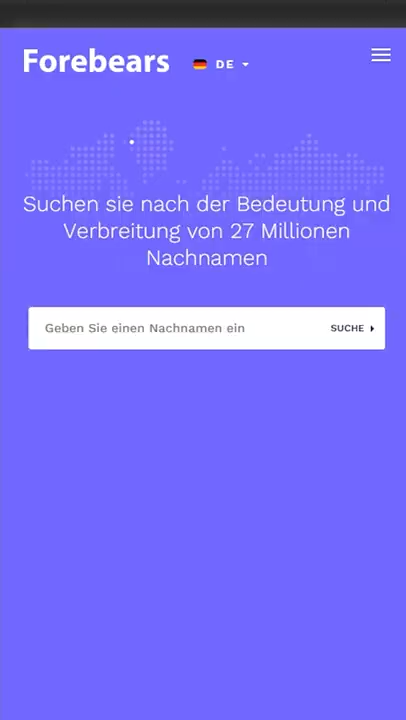 Forebears DE
Suchen sie nach der Bedeutung und
Verbreitung von 27 Millionen
Nachnamen
Geben Sie einen Nachnamen ein SUCHE